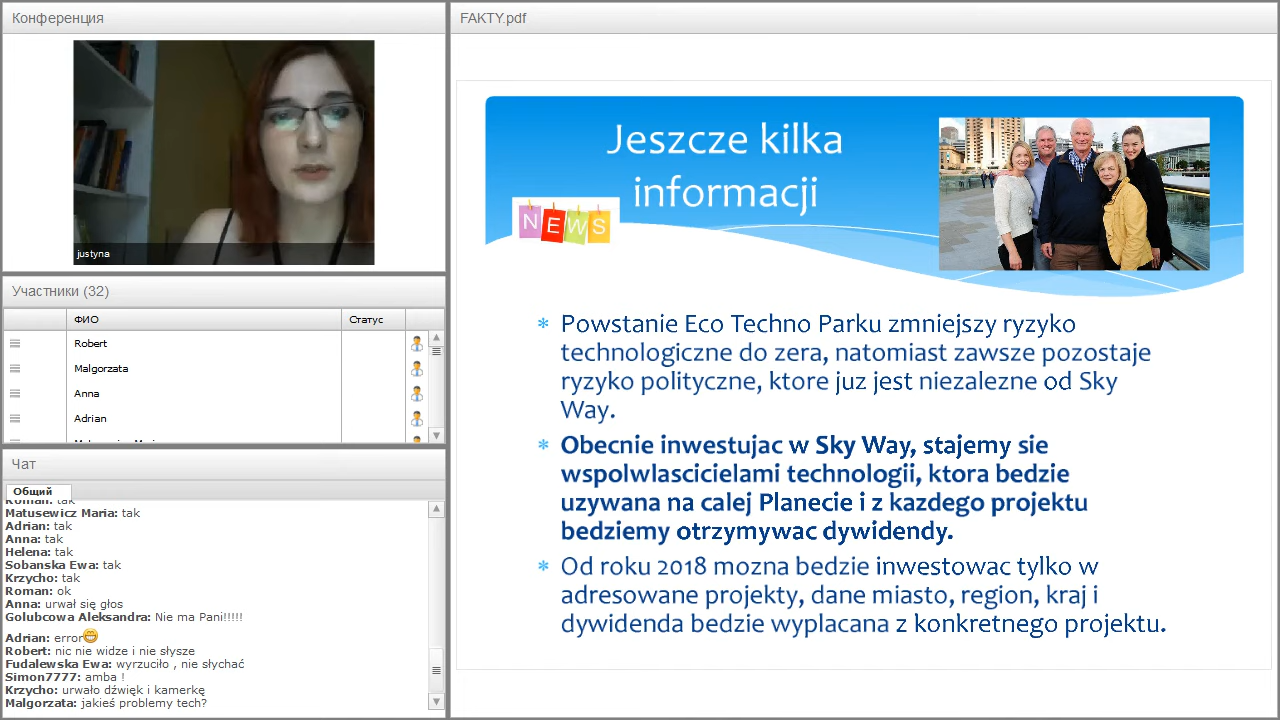 Конференция
justyna
Участники (32)
ФИО Статус
Robert
Malgorzata
Anna
Adrian
Чат
Общий
Roman: tak
Matusewicz Maria: tak
Adrian: tak
Anna: tak
Helena: tak
Sobanska Ewa: tak
Krzycho: tak
Roman: ok
Anna: urwał się głos
Golubcowa Aleksandra: Nie ma Pani!!!!!
Adrian: error
Robert: nic nie widze i nie słysze
Fudalewska Ewa: wyrzuciło , nie słychać
Simon7777: amba !
Krzycho: urwało dźwięk i kamerkę
Malgorzata: jakieś problemy tech?
FAKTY.pdf
Jeszcze kilka
informacji
NEWS
Powstanie Eco Techno Parku zmniejszy ryzyko
technologiczne do zera, natomiast zawsze pozostaje
ryzyko polityczne, ktore juz jest niezalezne od Sky
Way.
Obecnie inwestujac w Sky Way, stajemy sie
wspolwlascicielami technologii, ktora bedzie
uzywana na calej Planecie i z kazdego projektu
bedziemy otrzymywac dywidendy.
Od roku 2018 mozna bedzie inwestowac tylko w
adresowane projekty, dane miasto, region, kraj i
dywidenda bedzie wyplacana z konkretnego projektu.